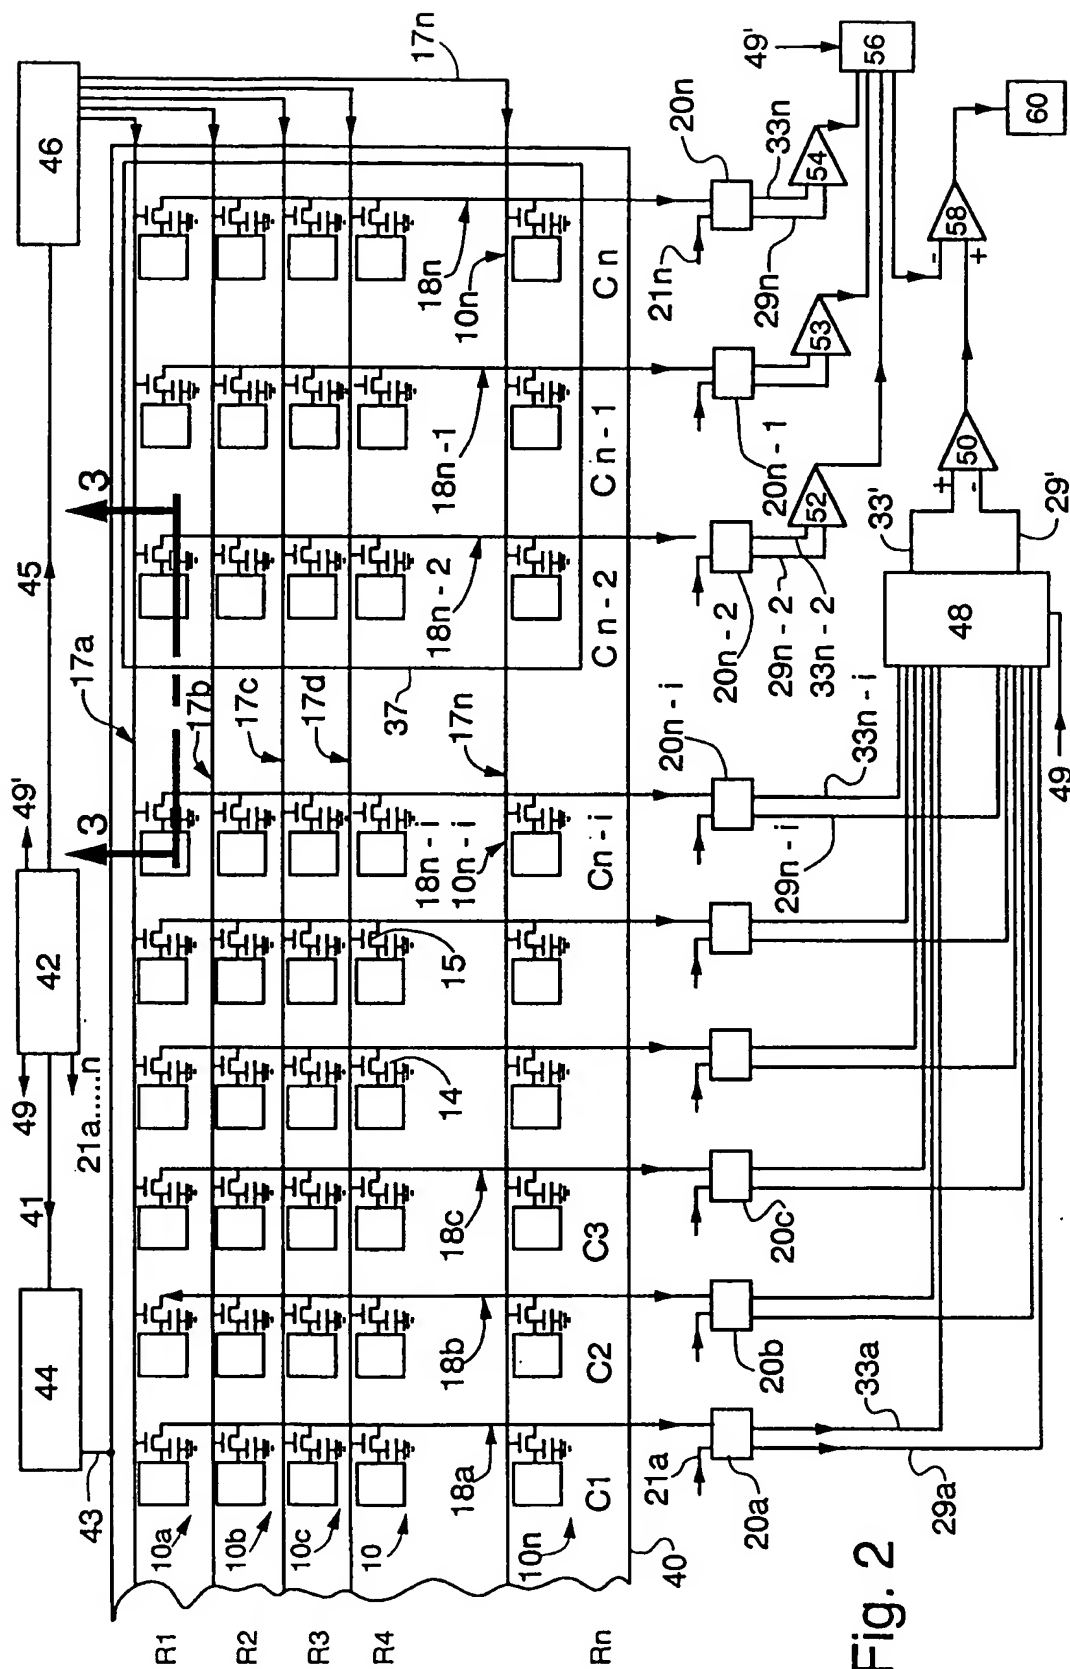 44
41
49
42
49'
45
46
43
21a.....n
17a
3
3
17n
R1
10a
R2
10b
17b
R3
10c
17c
R4
10
17d
14
15
37
18a
18b
18c
18n-i
10n-i
17n
18n-2
18n-1
18n
10n
Rn
10n
C1
C2
C3
Cn-i
Cn-2
Cn-1
Cn
40
21a
20a
20b
20c
20n-i
20n-2
20n-1
21n
20n
33a
29a
29n-i
33n-i
29n-2
33n-2
29n
33n
52
53
54
49'
56
49
48
33'
29'
+
-
50
-
+
58
60
Fig. 2